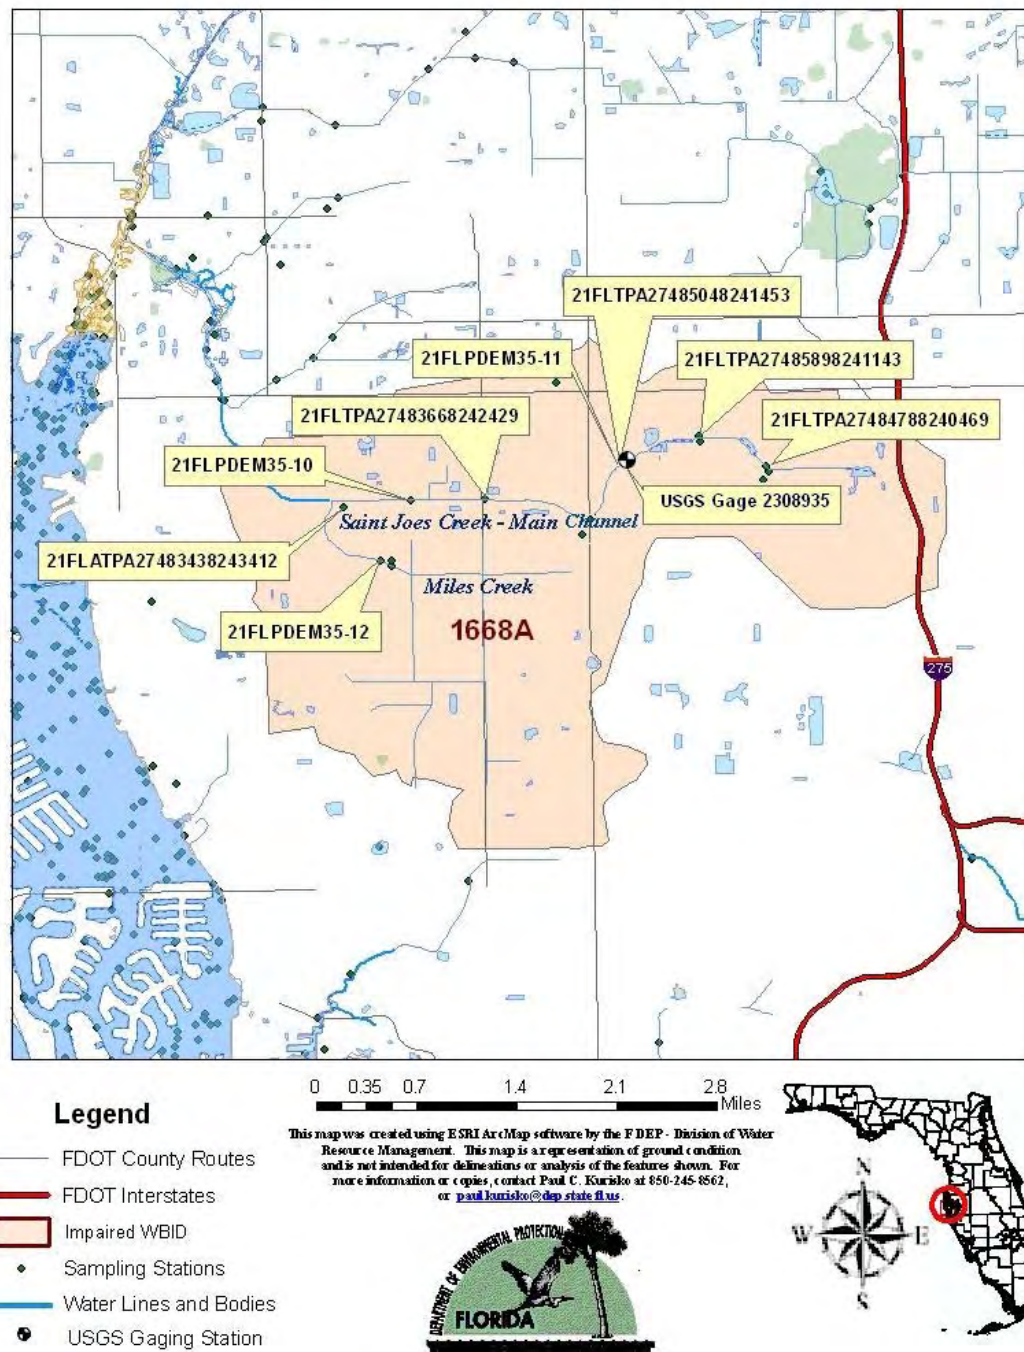 21FLTPA27485048241453
21FLPDEM35-11
21FLTPA27485898241143
21FLTPA27483668242429
21FLTPA27484788240469
21FLPDEM35-10
USGS Gage 2308935
Saint Joes Creek - Main Channel
21FLATPA27483438243412
Miles Creek
21FLPDEM35-12
1668A
275
0 0.35 0.7 1.4 2.1 2.8
Miles
Legend
FDOT County Routes
FDOT Interstates
Impaired WBID
Sampling Stations
Water Lines and Bodies
USGS Gaging Station
This map was created using ESRI ArcMap software by the FDEP - Division of Water
Resource Management. This map is a representation of ground condition
and is not intended for delineations or analysis of the features shown. For
more information or copies, contact Paul C. Kurisko at 850-245-8562,
or paul.kurisko@dep.state.fl.us.
DEPARTMENT OF ENVIRONMENTAL PROTECTION
FLORIDA
N
W E
S